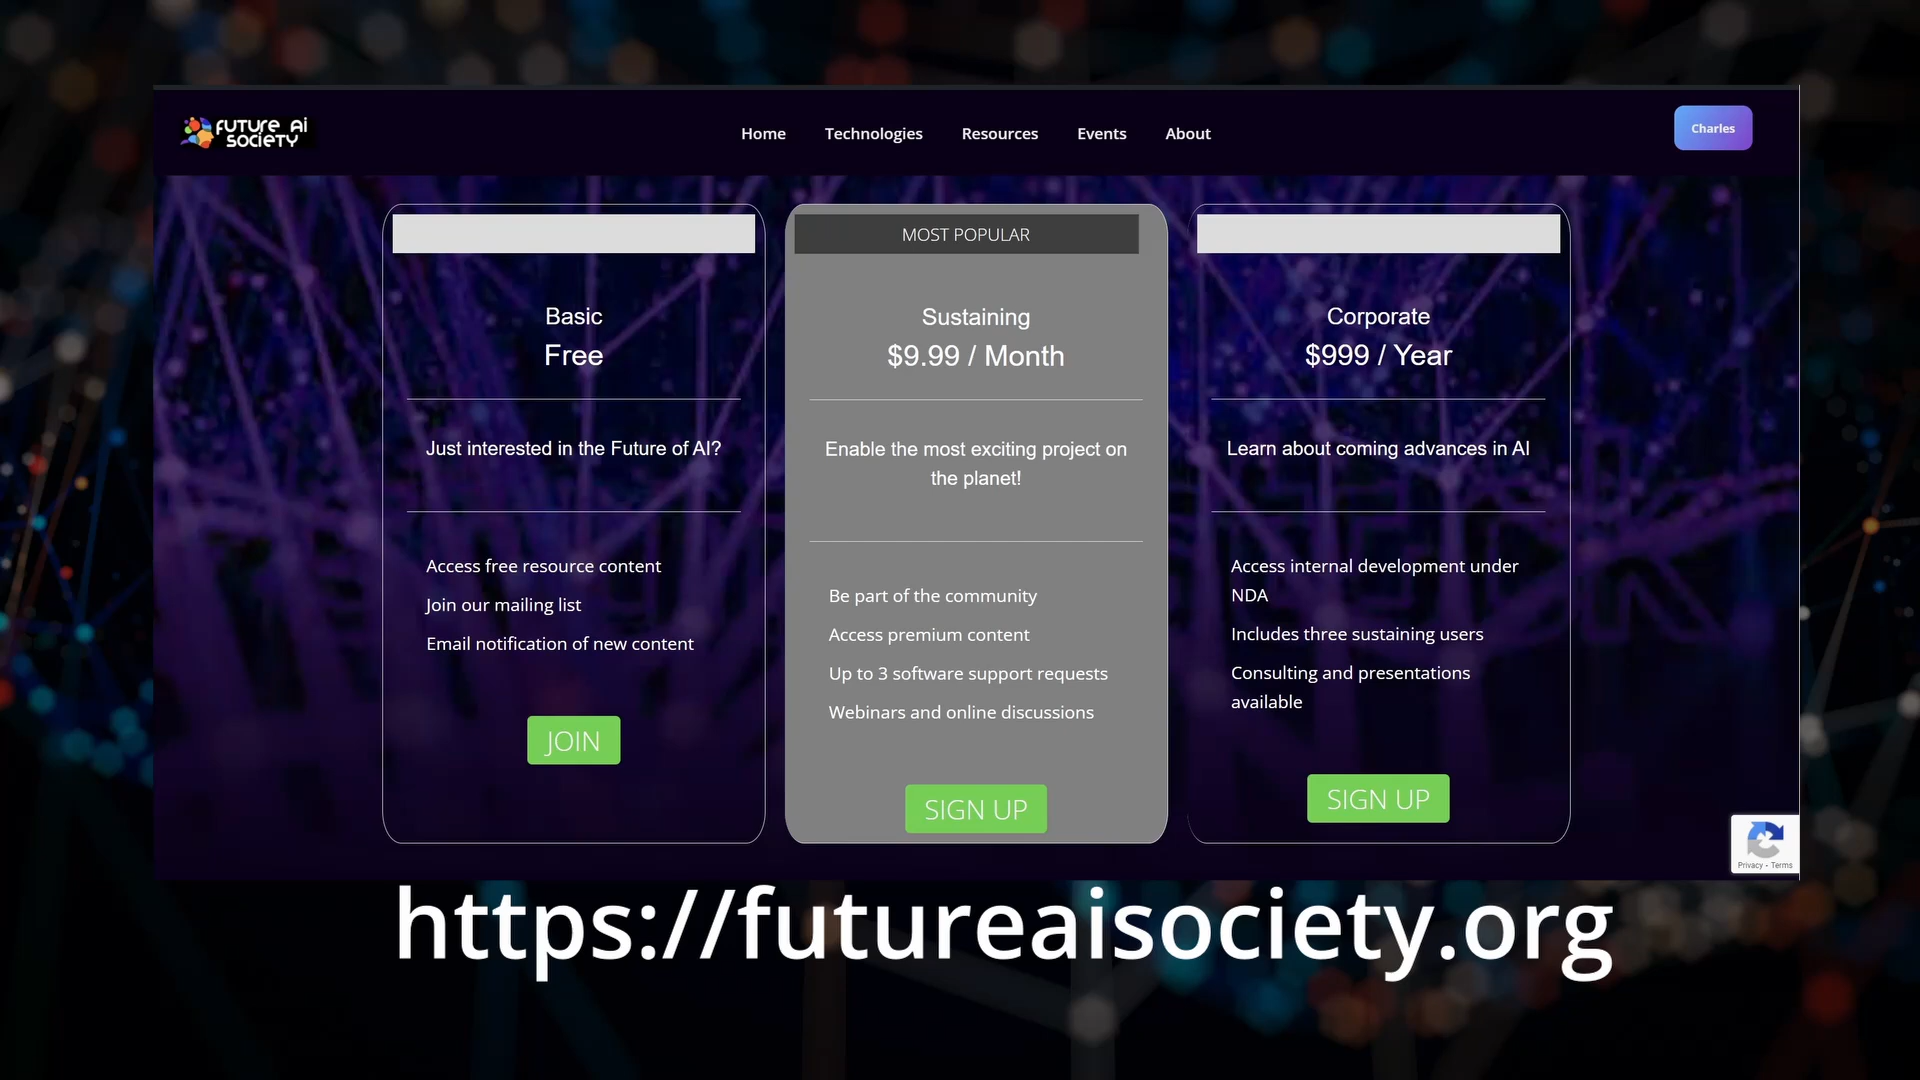 FUTURE Ai
SOCIETY
Home
Technologies
Resources
Events
About
Charles
Basic
Free
Just interested in the Future of AI?
Access free resource content
Join our mailing list
Email notification of new content
JOIN
MOST POPULAR
Sustaining
$9.99 / Month
Enable the most exciting project on
the planet!
Be part of the community
Access premium content
Up to 3 software support requests
Webinars and online discussions
SIGN UP
Corporate
$999 / Year
Learn about coming advances in AI
Access internal development under
NDA
Includes three sustaining users
Consulting and presentations
available
SIGN UP
Privacy - Terms
https://futureaisociety.org